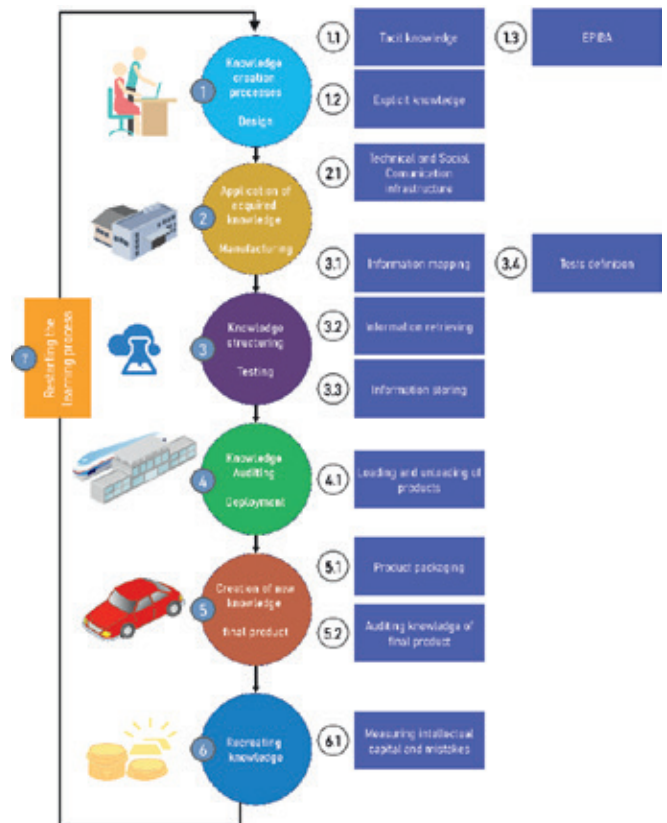 1.1
Tacit knowledge
1.3
EPIBA
Knowledge
creation
processes
Design
1
1.2
Explicit knowledge
2.1
Technical and Social
Comunication
infrastructure
Application of
acquired
knowledge
Manufacturing
2
3.1
Information mapping
3.4
Tests definition
Restarting the
learning process
Knowledge
structuring
Testing
3
3.2
Information retrieving
3.3
Information storing
Knowledge
Auditing
Deployment
4
4.1
Loading and unloading of
products
5.1
Product packaging
Creation of new
knowledge
final product
5
5.2
Auditing knowledge of
final product
Recreating
knowledge
6
6.1
Measuring intellectual
capital and mistakes